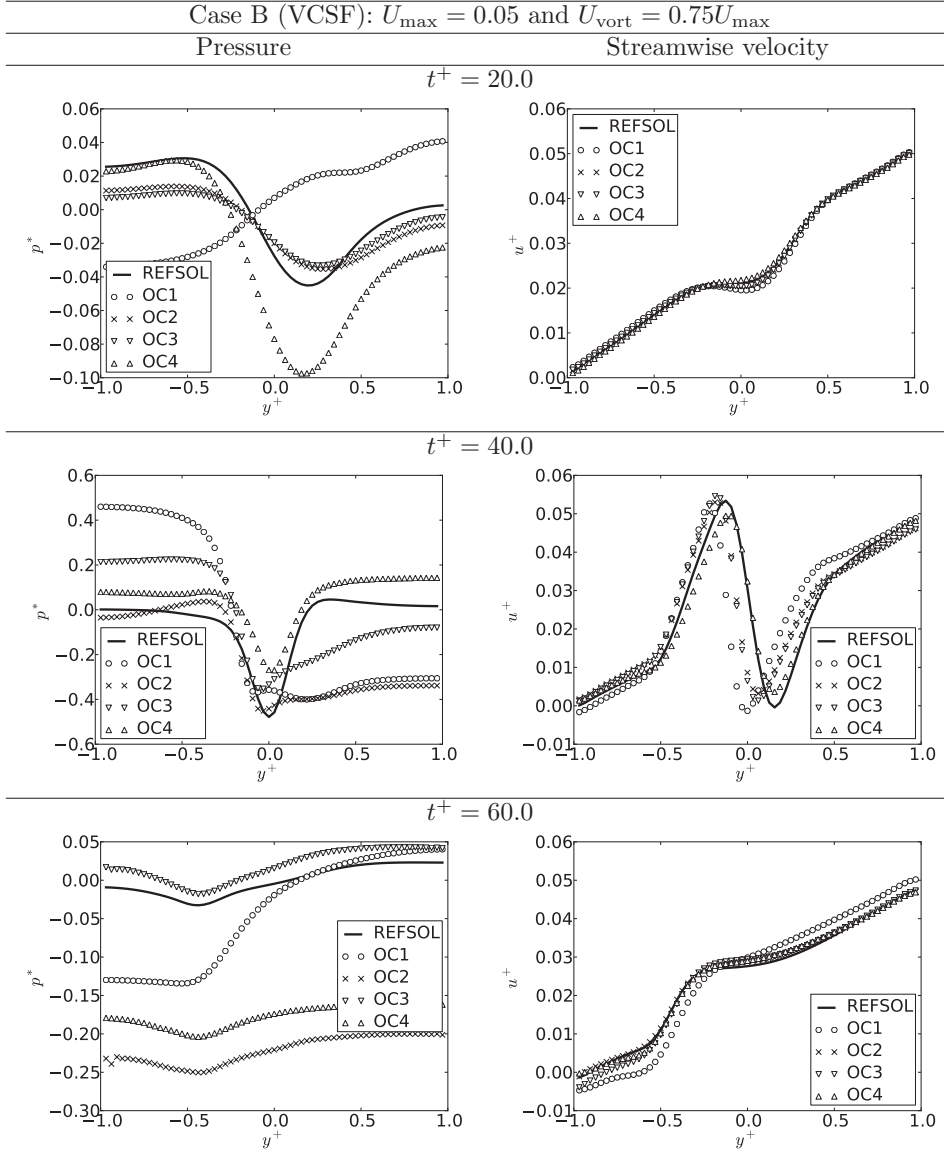 Case B (VCSF): U_max = 0.05 and U_vort = 0.75U_max
Pressure Streamwise velocity
t⁺ = 20.0
0.06
0.04
0.02
0.00
−0.02
−0.04
−0.06
−0.08
−0.10
p*
REFSOL
OC1
OC2
OC3
OC4
−1.0 −0.5 0.0 0.5 1.0
y⁺
0.06
0.05
0.04
0.03
0.02
0.01
0.00
u⁺
REFSOL
OC1
OC2
OC3
OC4
−1.0 −0.5 0.0 0.5 1.0
y⁺
t⁺ = 40.0
0.6
0.4
0.2
0.0
−0.2
−0.4
−0.6
p*
REFSOL
OC1
OC2
OC3
OC4
−1.0 −0.5 0.0 0.5 1.0
y⁺
0.06
0.05
0.04
0.03
0.02
0.01
0.00
−0.01
u⁺
REFSOL
OC1
OC2
OC3
OC4
−1.0 −0.5 0.0 0.5 1.0
y⁺
t⁺ = 60.0
0.05
0.00
−0.05
−0.10
−0.15
−0.20
−0.25
−0.30
p*
REFSOL
OC1
OC2
OC3
OC4
−1.0 −0.5 0.0 0.5 1.0
y⁺
0.06
0.05
0.04
0.03
0.02
0.01
0.00
−0.01
u⁺
REFSOL
OC1
OC2
OC3
OC4
−1.0 −0.5 0.0 0.5 1.0
y⁺